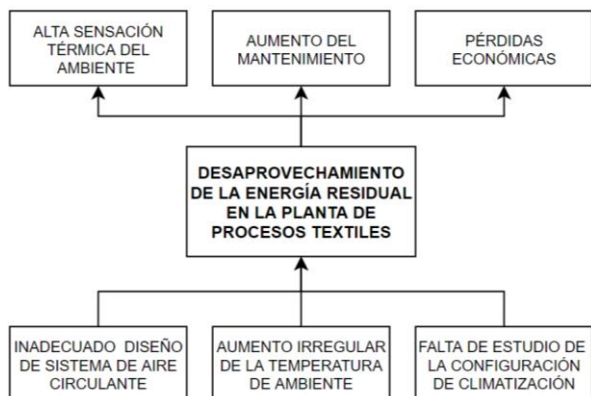 ALTA SENSACIÓN
TÉRMICA DEL
AMBIENTE
AUMENTO DEL
MANTENIMIENTO
PÉRDIDAS
ECONÓMICAS
DESAPROVECHAMIENTO
DE LA ENERGÍA RESIDUAL
EN LA PLANTA DE
PROCESOS TEXTILES
INADECUADO DISEÑO
DE SISTEMA DE AIRE
CIRCULANTE
AUMENTO IRREGULAR
DE LA TEMPERATURA
DE AMBIENTE
FALTA DE ESTUDIO DE
LA CONFIGURACIÓN
DE CLIMATIZACIÓN